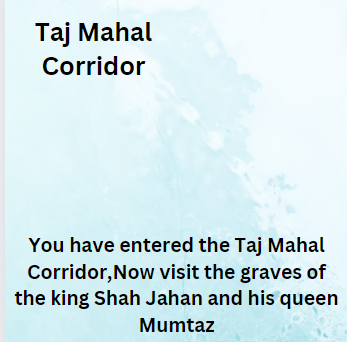 Taj Mahal
Corridor
You have entered the Taj Mahal
Corridor,Now visit the graves of
the king Shah Jahan and his queen
Mumtaz